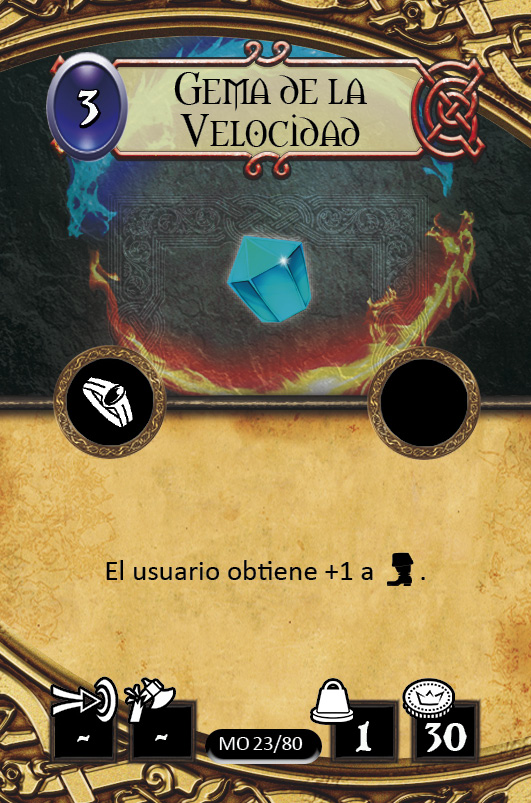 3
Gema de la
Velocidad
El usuario obtiene +1 a .
~ ~ MO 23/80 1 30